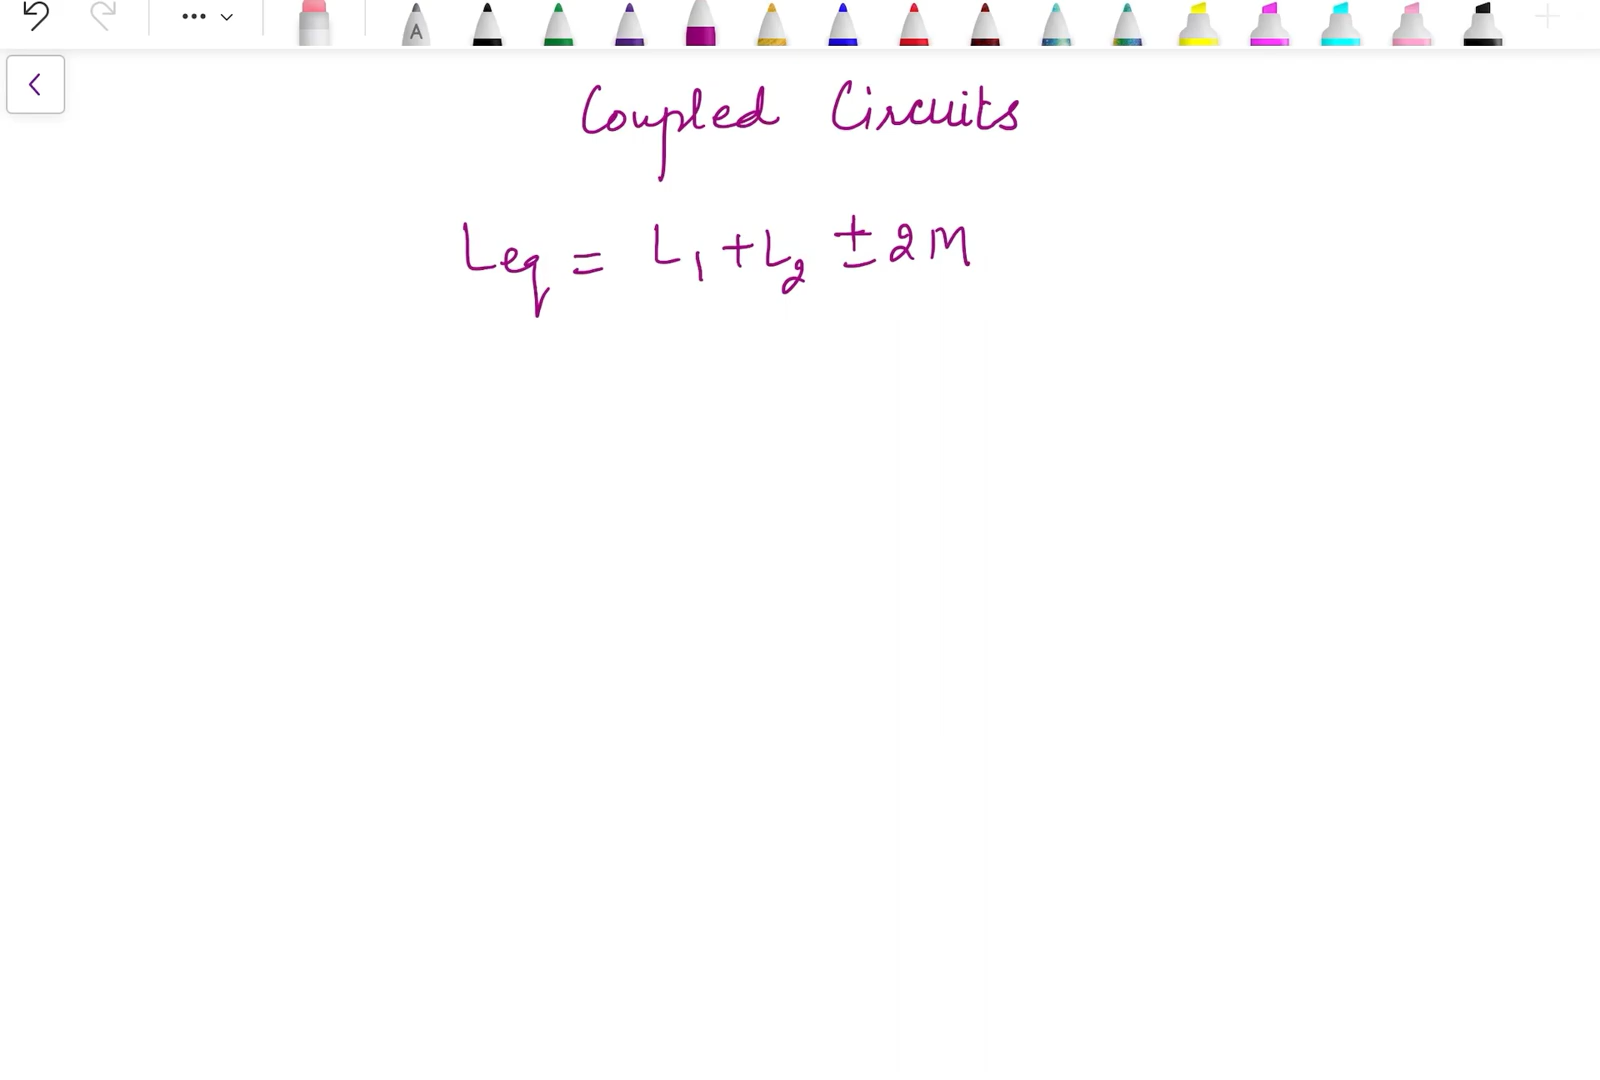 A
Coupled Circuits
Leq = L₁ + L₂ ± 2M